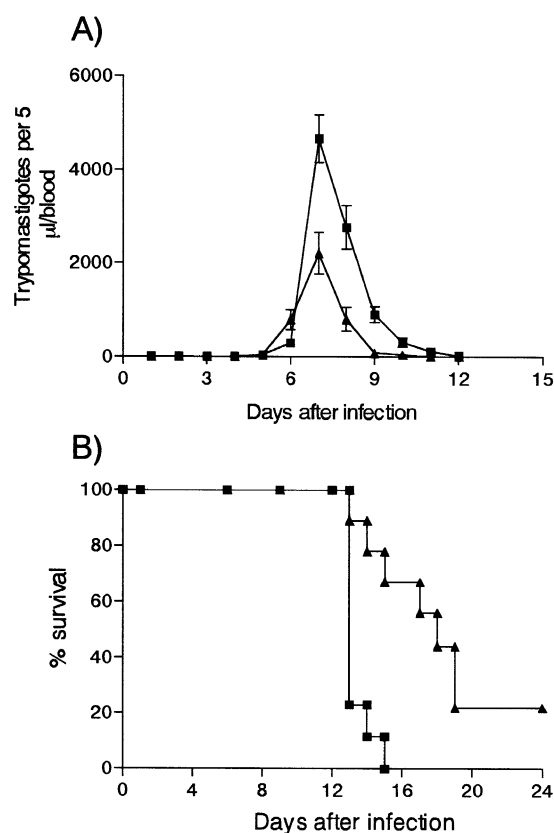 A)
6000
4000
2000
0
Trypomastigotes per 5
µl/blood
0 3 6 9 12 15
Days after infection
B)
100
80
60
40
20
0
% survival
0 4 8 12 16 20 24
Days after infection